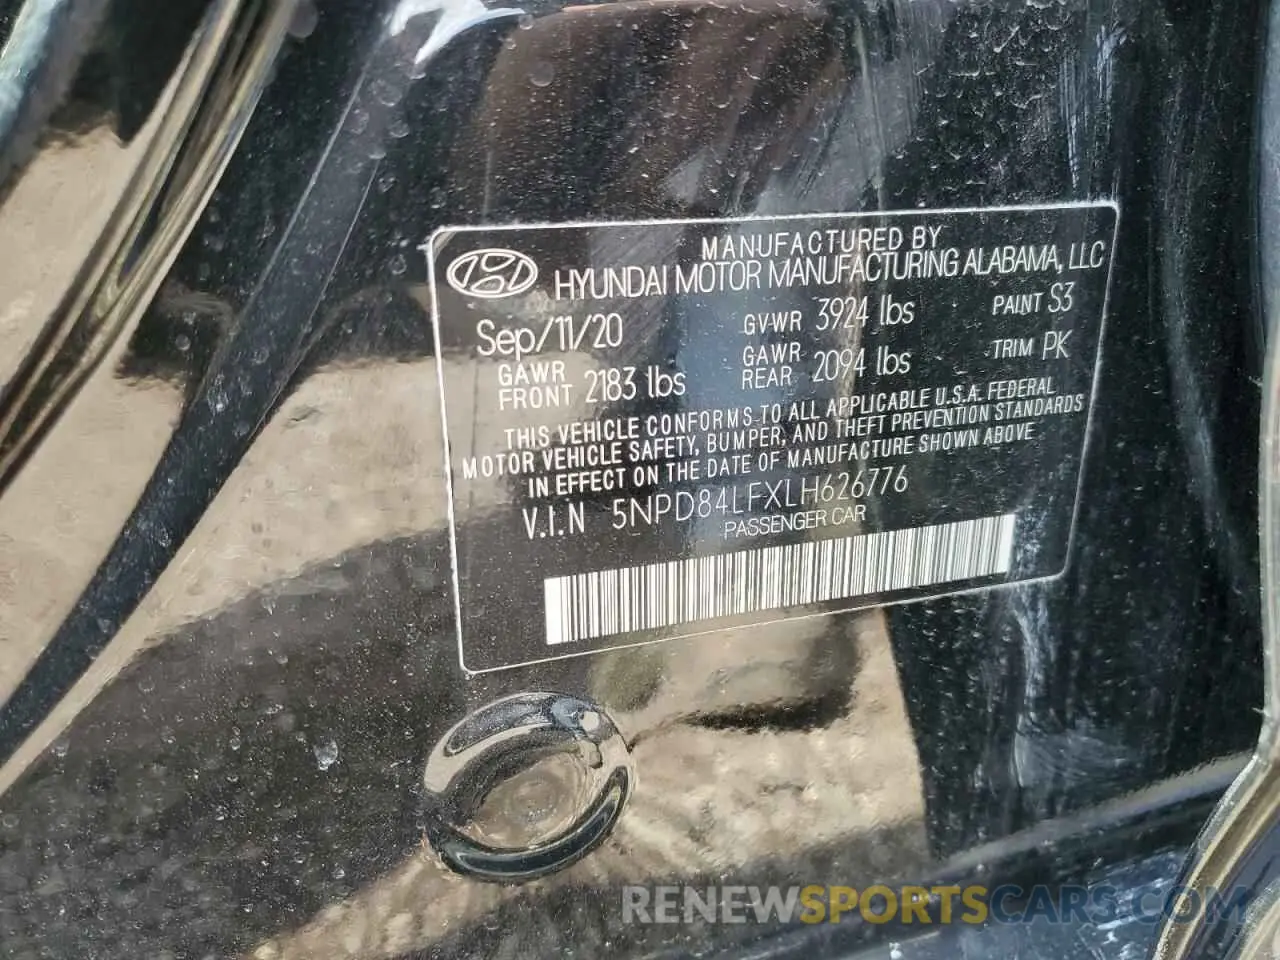 MANUFACTURED BY
HYUNDAI MOTOR MANUFACTURING ALABAMA, LLC
Sep/11/20 GVWR 3924 lbs PAINT S3
GAWR FRONT 2183 lbs GAWR REAR 2094 lbs TRIM PK
THIS VEHICLE CONFORMS TO ALL APPLICABLE U.S.A. FEDERAL
MOTOR VEHICLE SAFETY, BUMPER, AND THEFT PREVENTION STANDARDS
IN EFFECT ON THE DATE OF MANUFACTURE SHOWN ABOVE
V.I.N 5NPD84LFXLH626776
PASSENGER CAR
RENEWSPORTSCARS.COM